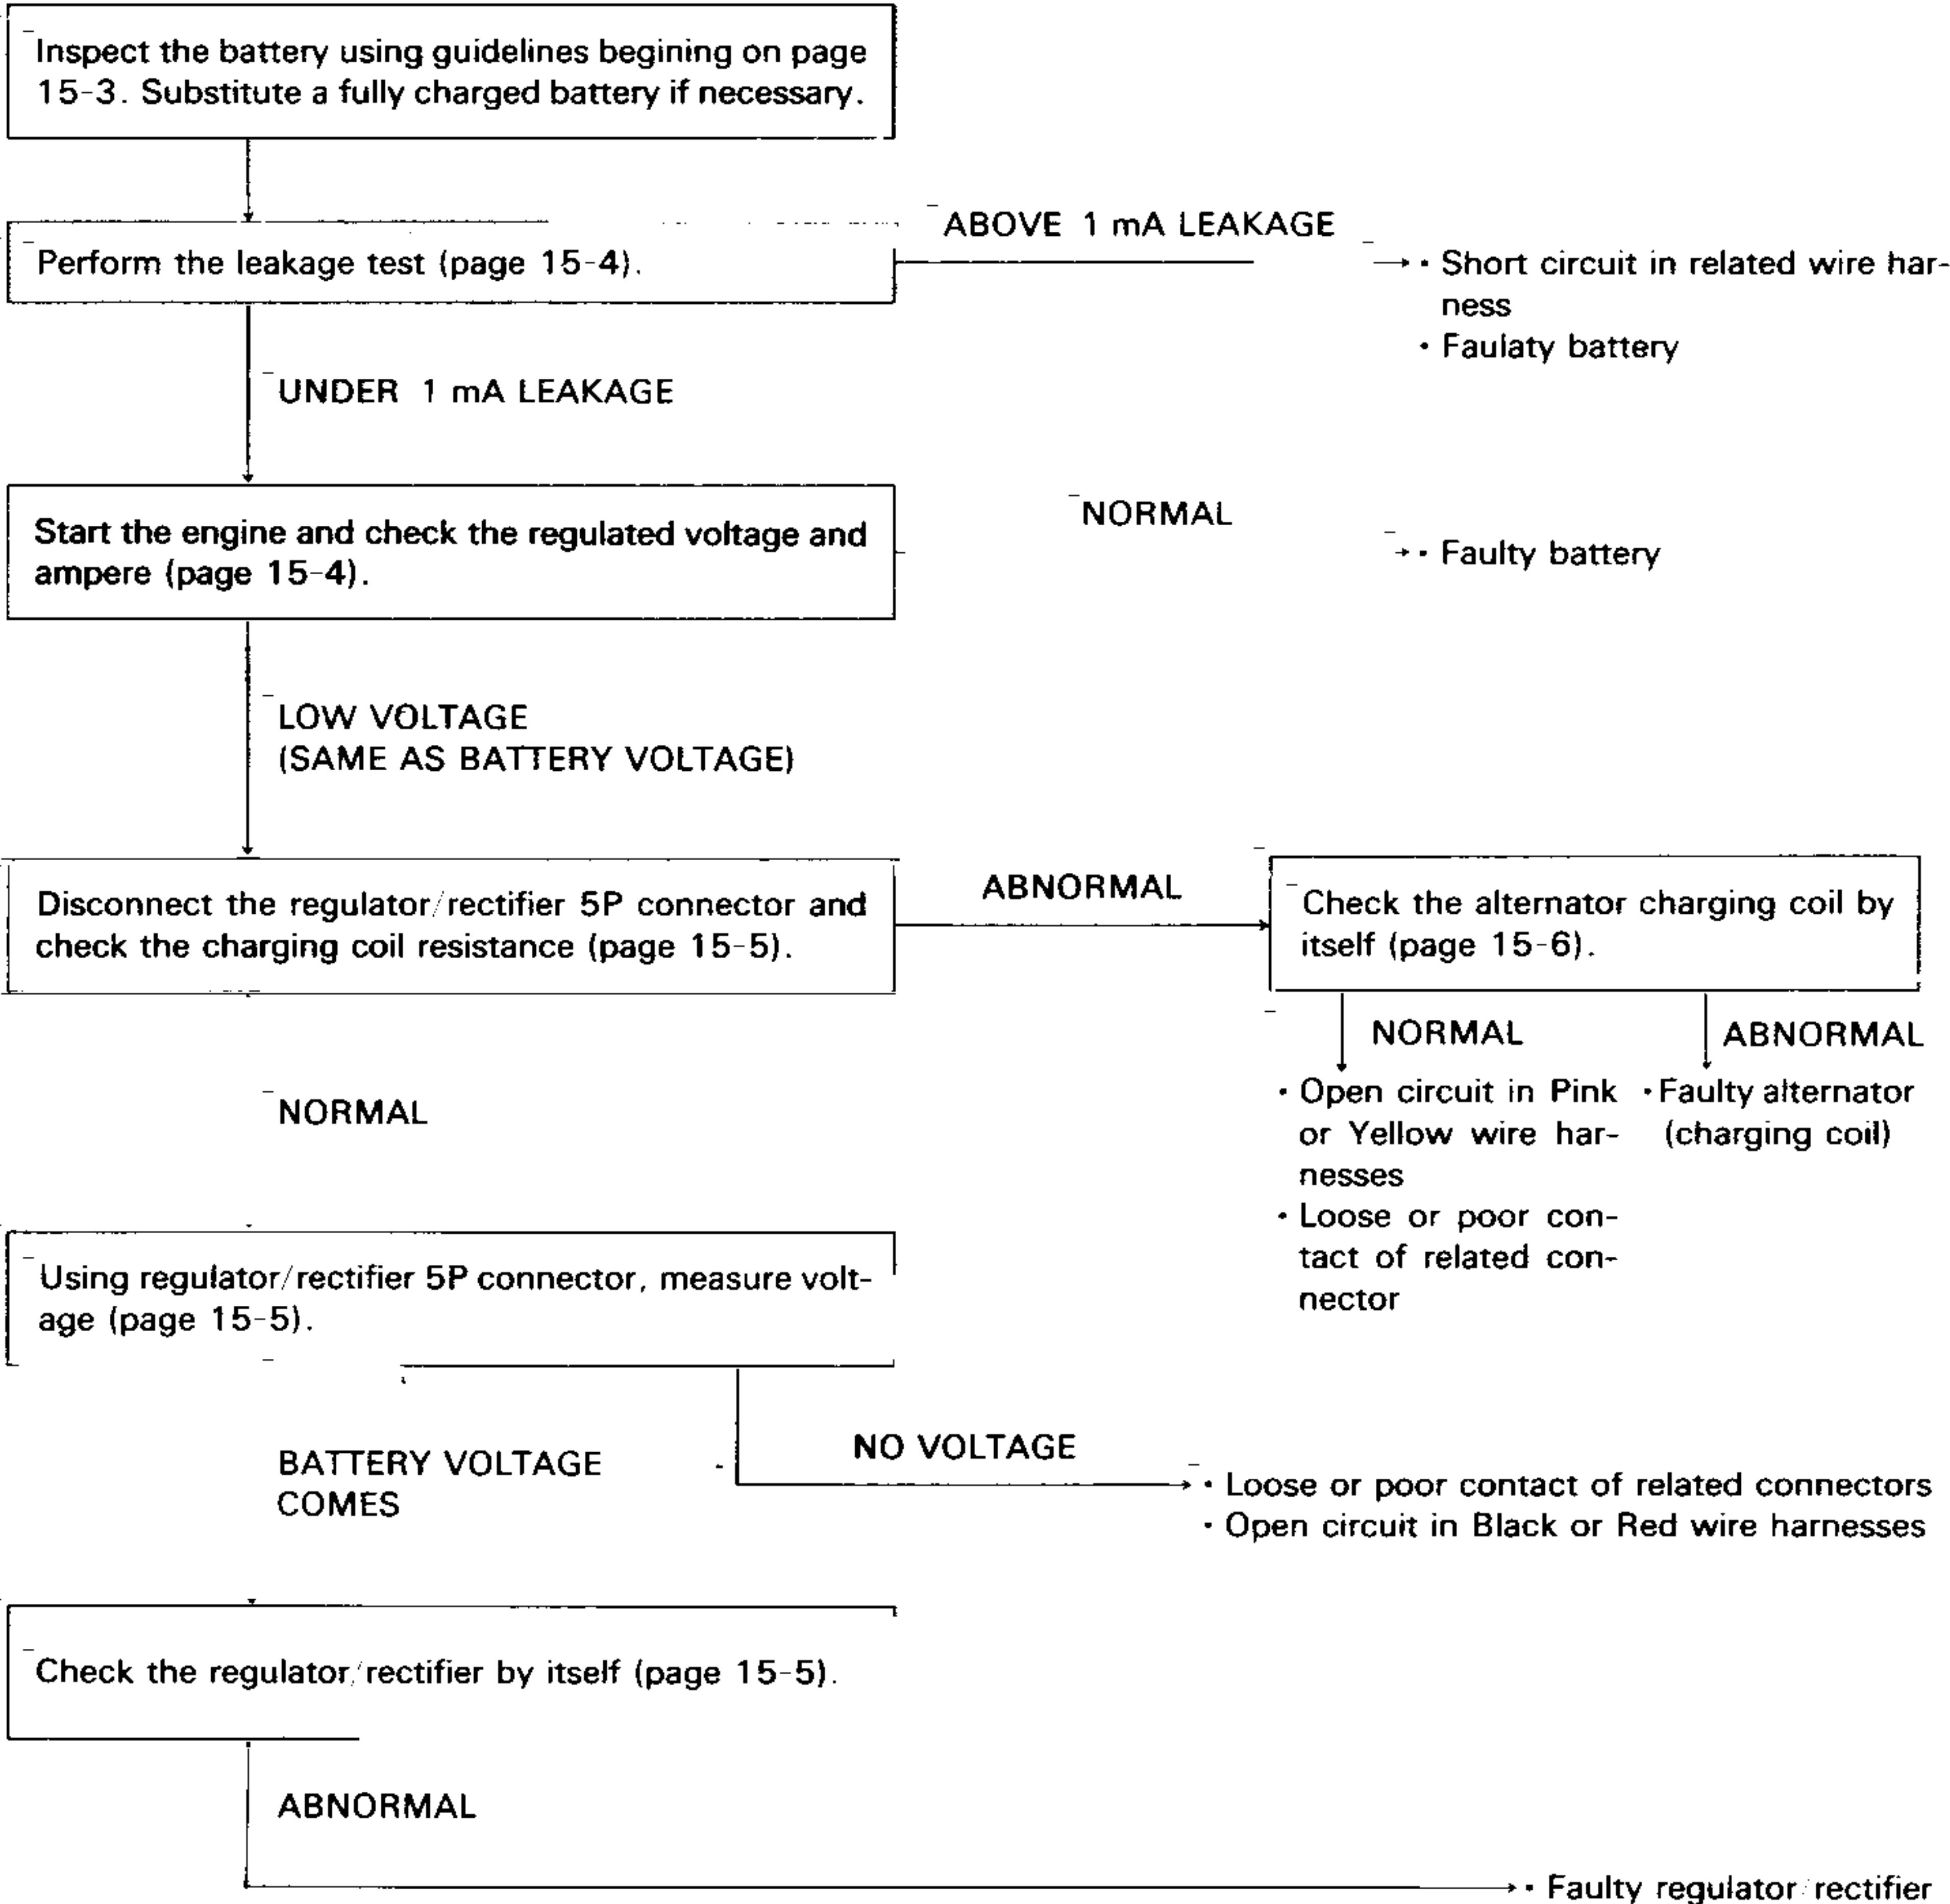 Inspect the battery using guidelines begining on page
15-3. Substitute a fully charged battery if necessary.
Perform the leakage test (page 15-4).
ABOVE 1 mA LEAKAGE
· Short circuit in related wire har-
ness
· Faulaty battery
UNDER 1 mA LEAKAGE
Start the engine and check the regulated voltage and
ampere (page 15-4).
NORMAL
· Faulty battery
LOW VOLTAGE
(SAME AS BATTERY VOLTAGE)
Disconnect the regulator/rectifier 5P connector and
check the charging coil resistance (page 15-5).
ABNORMAL
Check the alternator charging coil by
itself (page 15-6).
NORMAL
· Open circuit in Pink
or Yellow wire har-
nesses
· Loose or poor con-
tact of related con-
nector
ABNORMAL
· Faulty alternator
(charging coil)
NORMAL
Using regulator/rectifier 5P connector, measure volt-
age (page 15-5).
BATTERY VOLTAGE
COMES
NO VOLTAGE
· Loose or poor contact of related connectors
· Open circuit in Black or Red wire harnesses
Check the regulator/rectifier by itself (page 15-5).
ABNORMAL
· Faulty regulator/rectifier